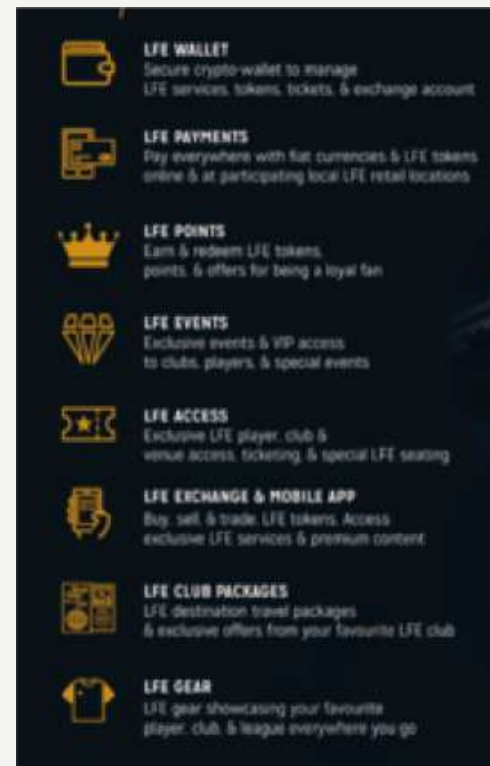 LFE WALLET
Secure crypto-wallet to manage
LFE services, tokens, tickets, & exchange account
LFE PAYMENTS
Pay everywhere with fiat currencies & LFE tokens
online & at participating local LFE retail locations
LFE POINTS
Earn & redeem LFE tokens,
points, & offers for being a loyal fan
LFE EVENTS
Exclusive events & VIP access
to clubs, players, & special events
LFE ACCESS
Exclusive LFE player, club &
venue access, ticketing, & special LFE seating
LFE EXCHANGE & MOBILE APP
Buy, sell, & trade LFE tokens. Access
exclusive LFE services & premium content
LFE CLUB PACKAGES
LFE destination travel packages
& exclusive offers from your favourite LFE club
LFE GEAR
LFE gear showcasing your favourite
player, club, & league everywhere you go